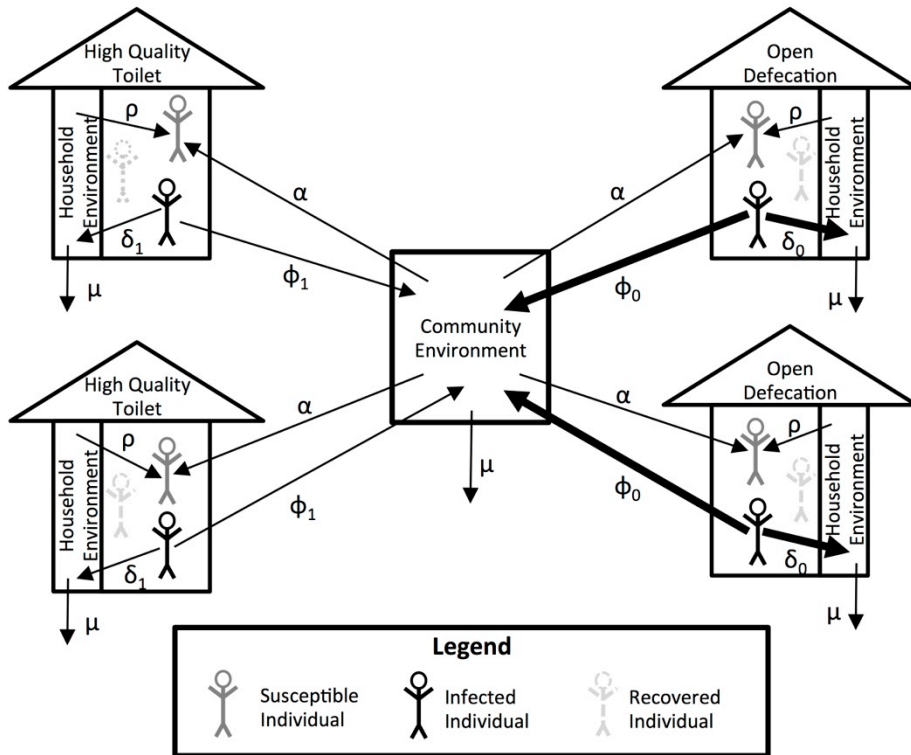 High Quality
Toilet
Household
Environment
ρ
δ1
μ
α
ϕ1
Open
Defecation
ρ
Household
Environment
δ0
μ
α
ϕ0
Community
Environment
μ
High Quality
Toilet
Household
Environment
ρ
δ1
μ
α
ϕ1
Open
Defecation
ρ
Household
Environment
δ0
μ
α
ϕ0
Legend
Susceptible
Individual
Infected
Individual
Recovered
Individual